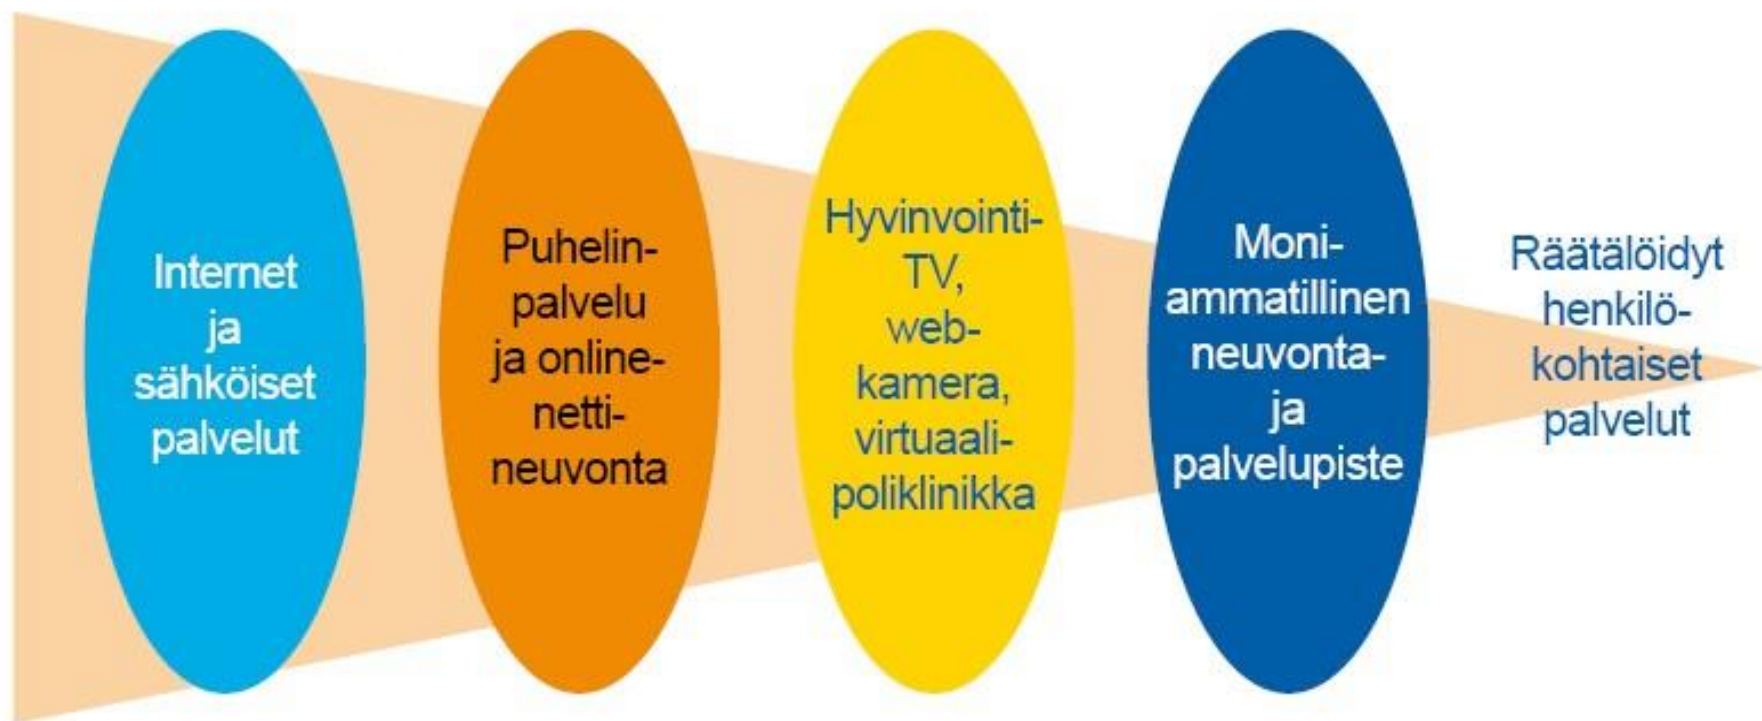 Internet
ja
sähköiset
palvelut
Puhelin-
palvelu
ja online-
netti-
neuvonta
Hyvinvointi-
TV,
web-
kamera,
virtuaali-
poliklinikka
Moni-
ammatillinen
neuvonta-
ja
palvelupiste
Räätälöidyt
henkilö-
kohtaiset
palvelut